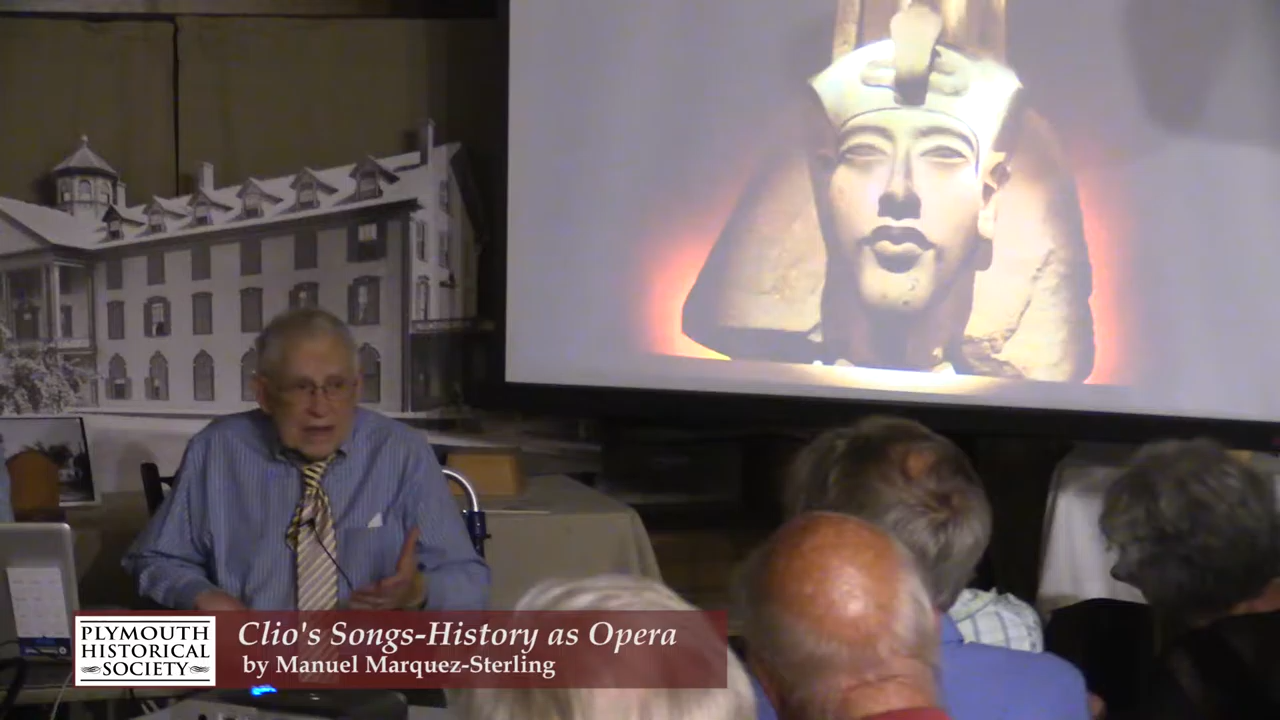 PLYMOUTH
HISTORICAL
SOCIETY
Clio's Songs-History as Opera
by Manuel Marquez-Sterling